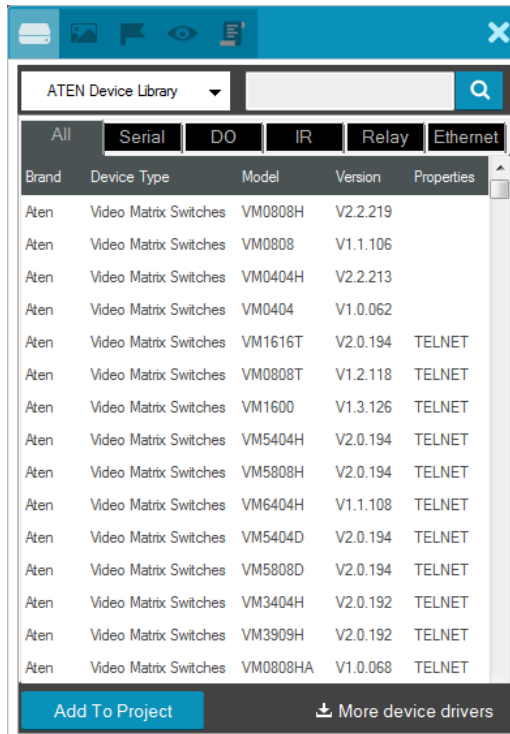 ATEN Device Library
All Serial DO IR Relay Ethernet
Brand Device Type Model Version Properties
Aten Video Matrix Switches VM0808H V2.2.219
Aten Video Matrix Switches VM0808 V1.1.106
Aten Video Matrix Switches VM0404H V2.2.213
Aten Video Matrix Switches VM0404 V1.0.062
Aten Video Matrix Switches VM1616T V2.0.194 TELNET
Aten Video Matrix Switches VM0808T V1.2.118 TELNET
Aten Video Matrix Switches VM1600 V1.3.126 TELNET
Aten Video Matrix Switches VM5404H V2.0.194 TELNET
Aten Video Matrix Switches VM5808H V2.0.194 TELNET
Aten Video Matrix Switches VM6404H V1.1.108 TELNET
Aten Video Matrix Switches VM5404D V2.0.194 TELNET
Aten Video Matrix Switches VM5808D V2.0.194 TELNET
Aten Video Matrix Switches VM3404H V2.0.192 TELNET
Aten Video Matrix Switches VM3909H V2.0.192 TELNET
Aten Video Matrix Switches VM0808HA V1.0.068 TELNET
Add To Project More device drivers